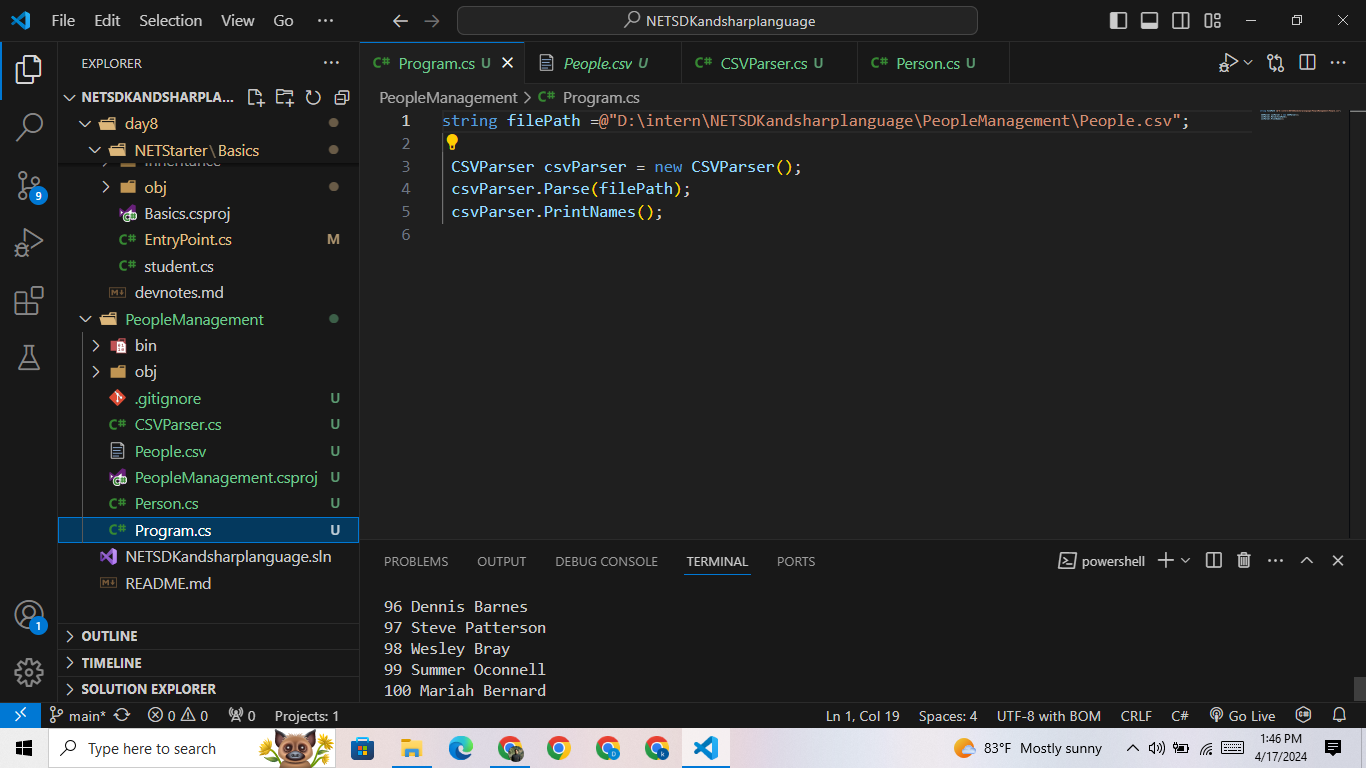 File Edit Selection View Go ···
NETSDKandsharplanguage
EXPLORER ···
NETSDKANDSHARPLA...
day8
NETStarter\Basics
obj
Basics.csproj
EntryPoint.cs M
student.cs
devnotes.md
PeopleManagement
bin
obj
.gitignore U
CSVParser.cs U
People.csv U
PeopleManagement.csproj U
Person.cs U
Program.cs U
NETSDKandsharplanguage.sln
README.md
OUTLINE
TIMELINE
SOLUTION EXPLORER
9
1
Program.cs U People.csv U CSVParser.cs U Person.cs U
PeopleManagement > Program.cs
1 string filePath =@"D:\intern\NETSDKandsharplanguage\PeopleManagement\People.csv";
2
3 CSVParser csvParser = new CSVParser();
4 csvParser.Parse(filePath);
5 csvParser.PrintNames();
6
PROBLEMS OUTPUT DEBUG CONSOLE TERMINAL PORTS powershell
96 Dennis Barnes
97 Steve Patterson
98 Wesley Bray
99 Summer Oconnell
100 Mariah Bernard
main* 0 0 0 Projects: 1 Ln 1, Col 19 Spaces: 4 UTF-8 with BOM CRLF C# Go Live
Type here to search 83°F Mostly sunny 1:46 PM
4/17/2024